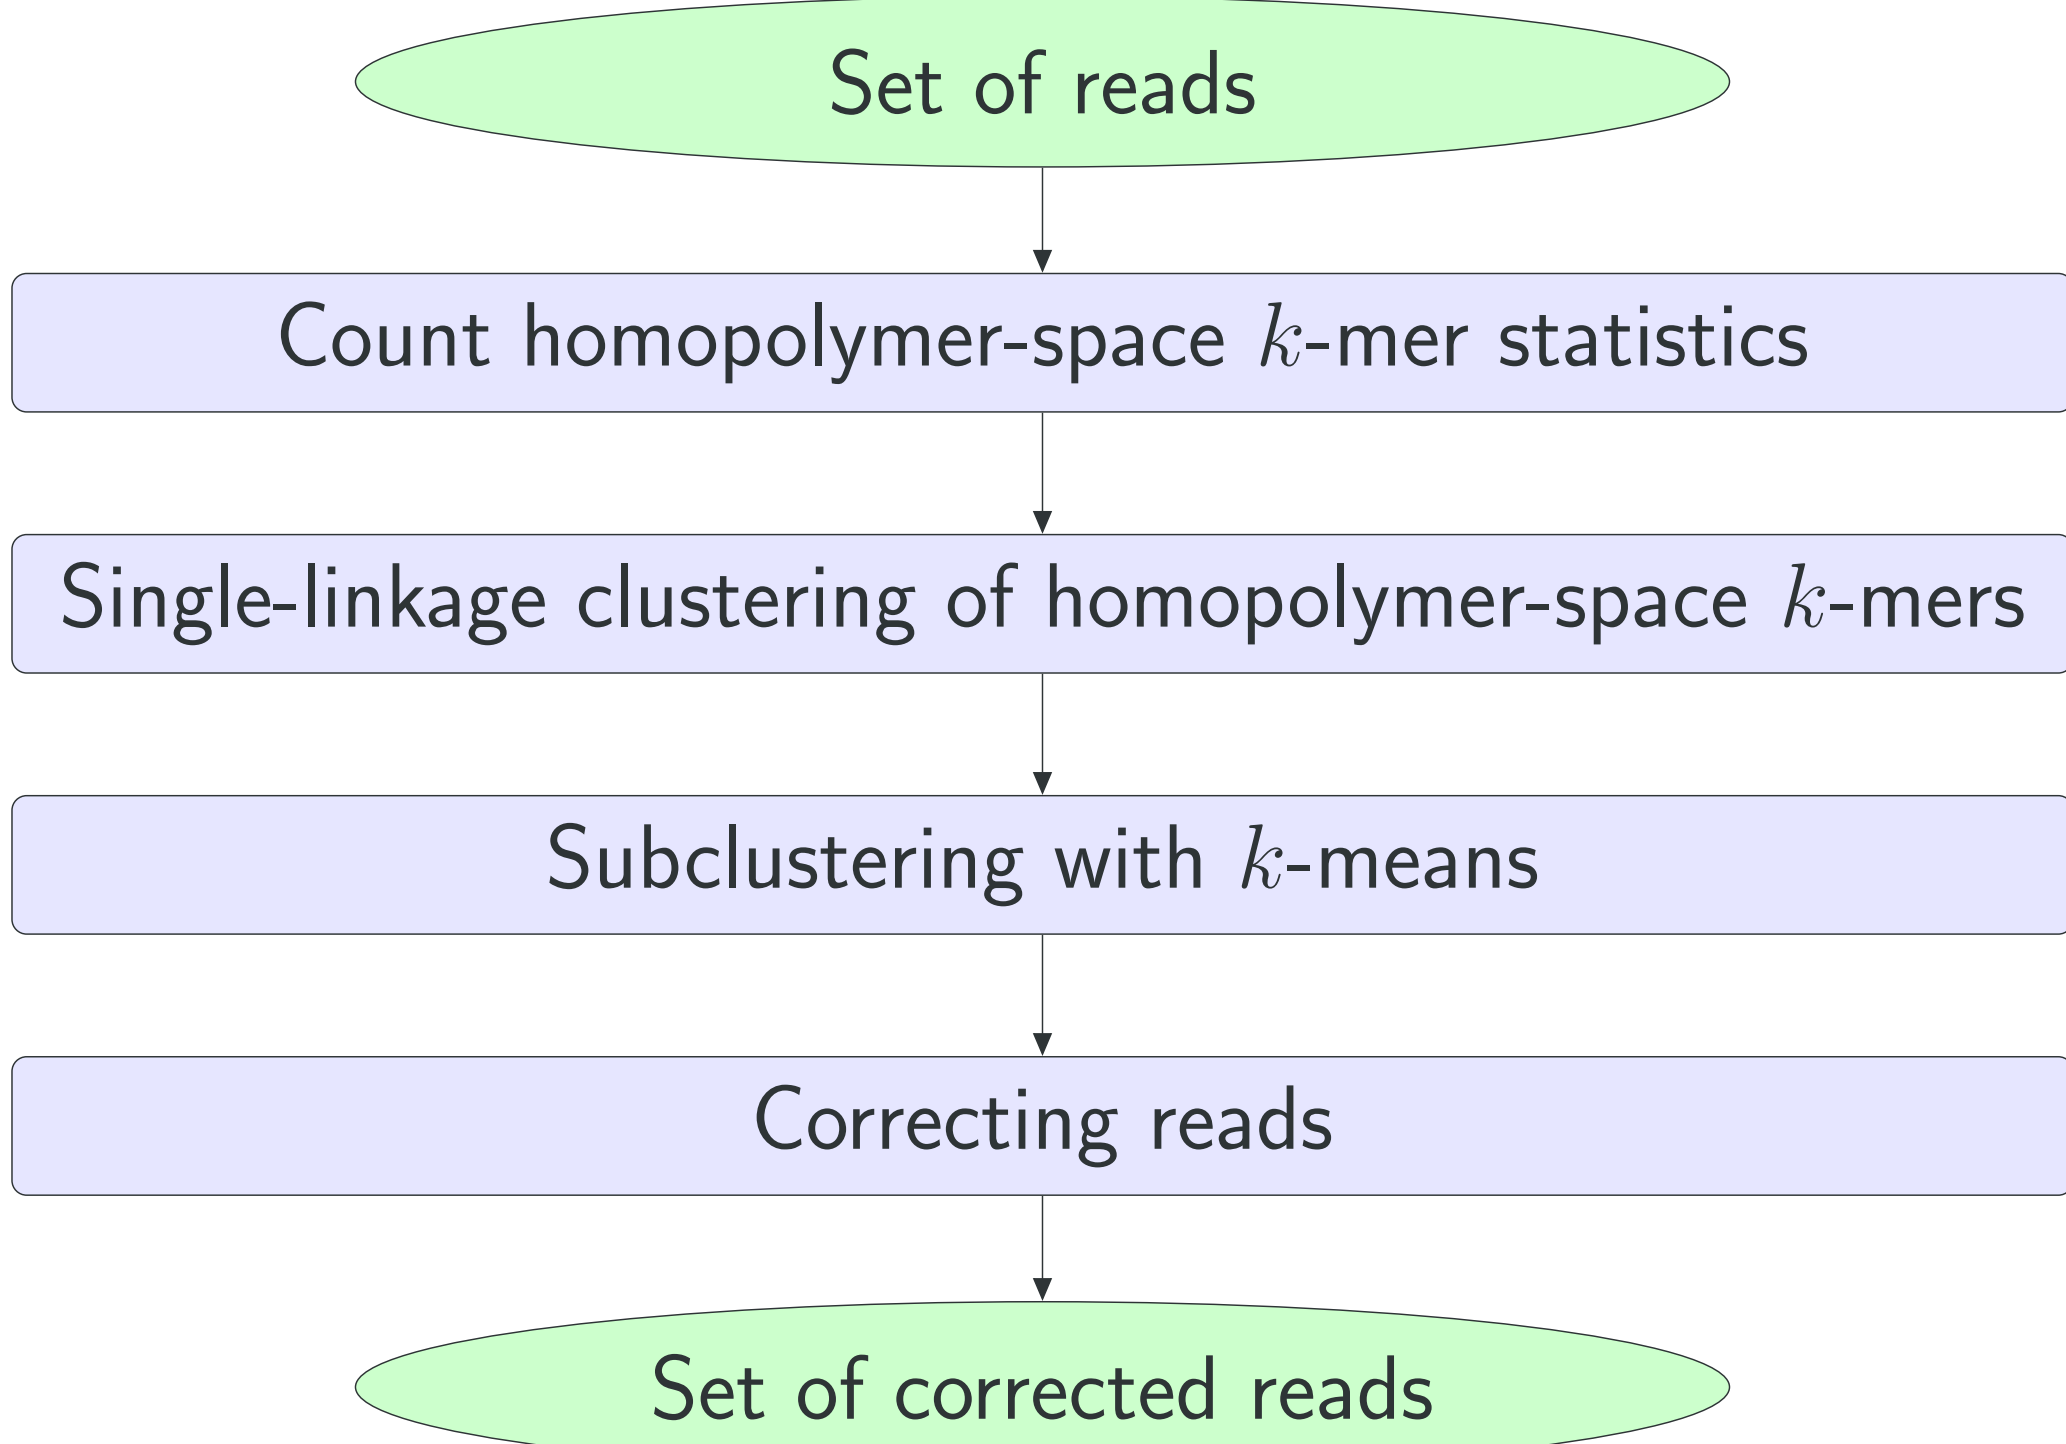 Set of reads
Count homopolymer-space k-mer statistics
Single-linkage clustering of homopolymer-space k-mers
Subclustering with k-means
Correcting reads
Set of corrected reads